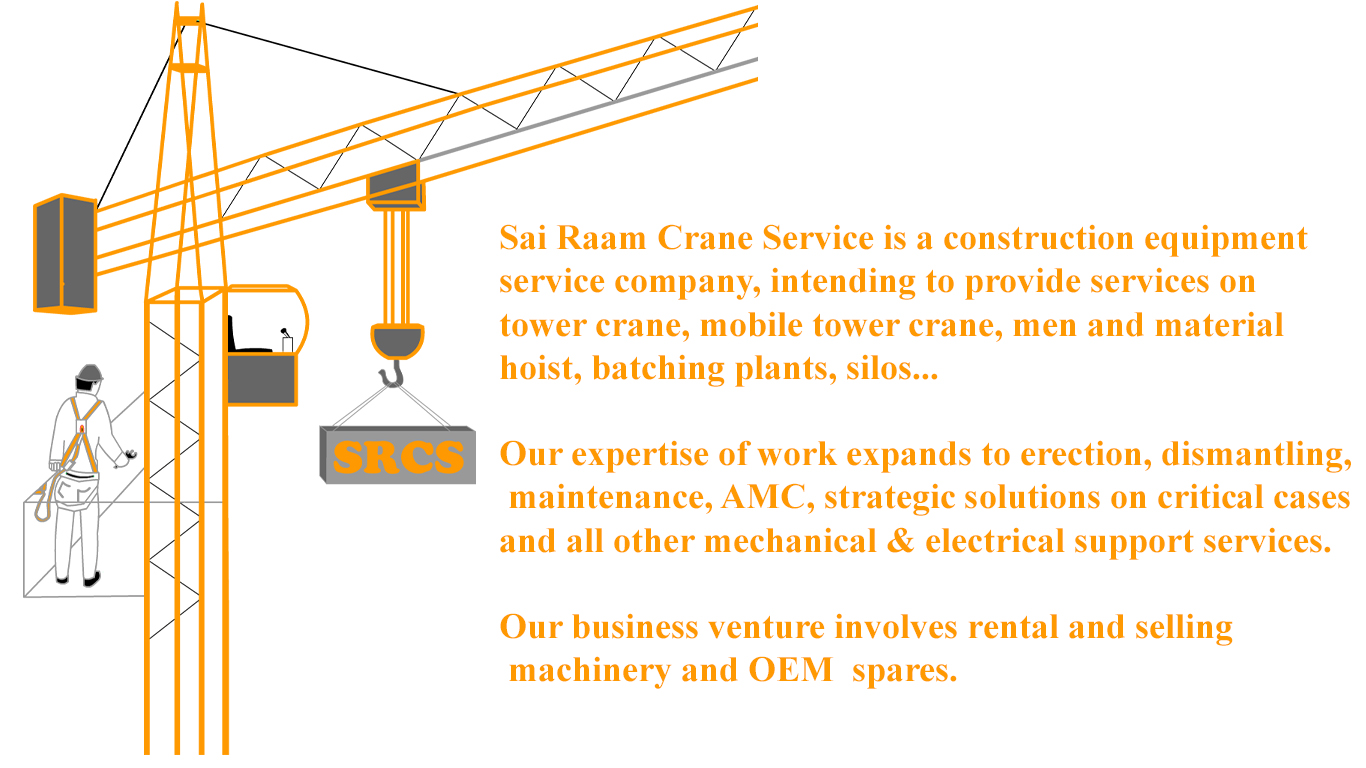 SRCS
Sai Raam Crane Service is a construction equipment
service company, intending to provide services on
tower crane, mobile tower crane, men and material
hoist, batching plants, silos...
Our expertise of work expands to erection, dismantling,
maintenance, AMC, strategic solutions on critical cases
and all other mechanical & electrical support services.
Our business venture involves rental and selling
machinery and OEM spares.